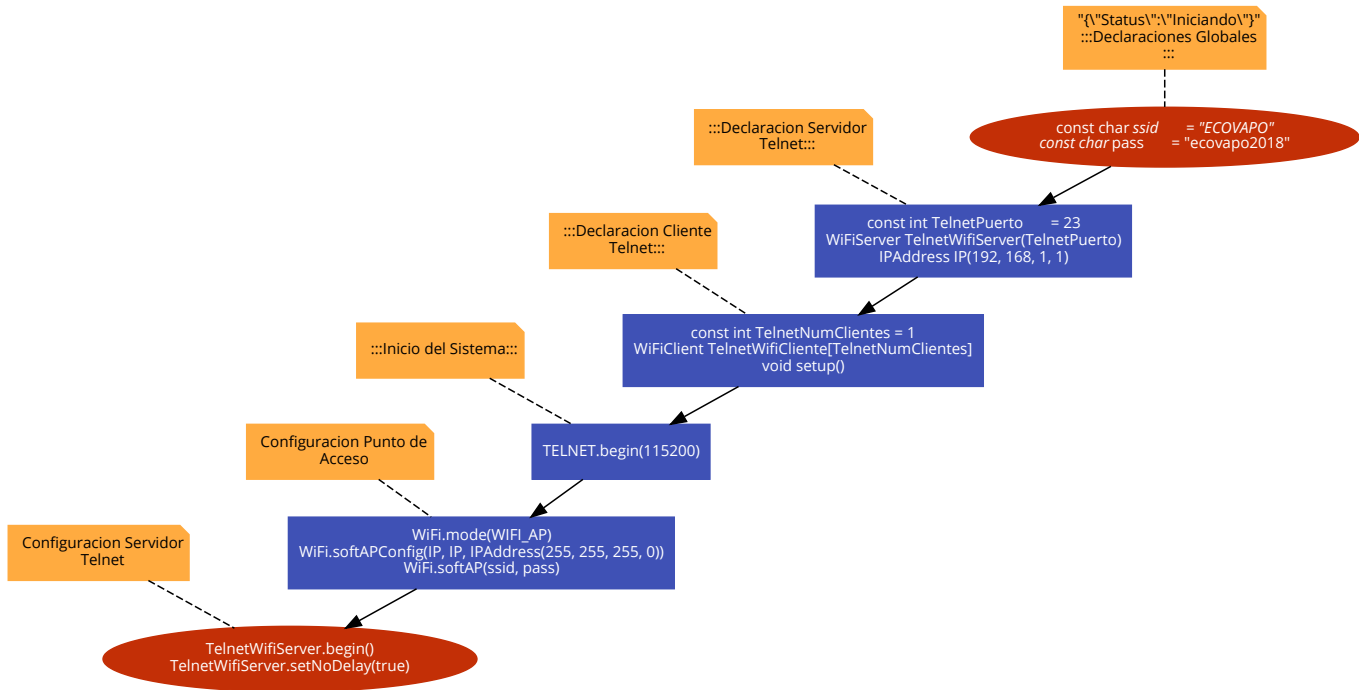 "{\"Status\":\"Iniciando\"}"
:::Declaraciones Globales
:::
const char ssid = "ECOVAPO"
const char pass = "ecovapo2018"
:::Declaracion Servidor
Telnet:::
const int TelnetPuerto = 23
WiFiServer TelnetWifiServer(TelnetPuerto)
IPAddress IP(192, 168, 1, 1)
:::Declaracion Cliente
Telnet:::
const int TelnetNumClientes = 1
WiFiClient TelnetWifiCliente[TelnetNumClientes]
void setup()
:::Inicio del Sistema:::
TELNET.begin(115200)
Configuracion Punto de
Acceso
WiFi.mode(WIFI_AP)
WiFi.softAPConfig(IP, IP, IPAddress(255, 255, 255, 0))
WiFi.softAP(ssid, pass)
Configuracion Servidor
Telnet
TelnetWifiServer.begin()
TelnetWifiServer.setNoDelay(true)